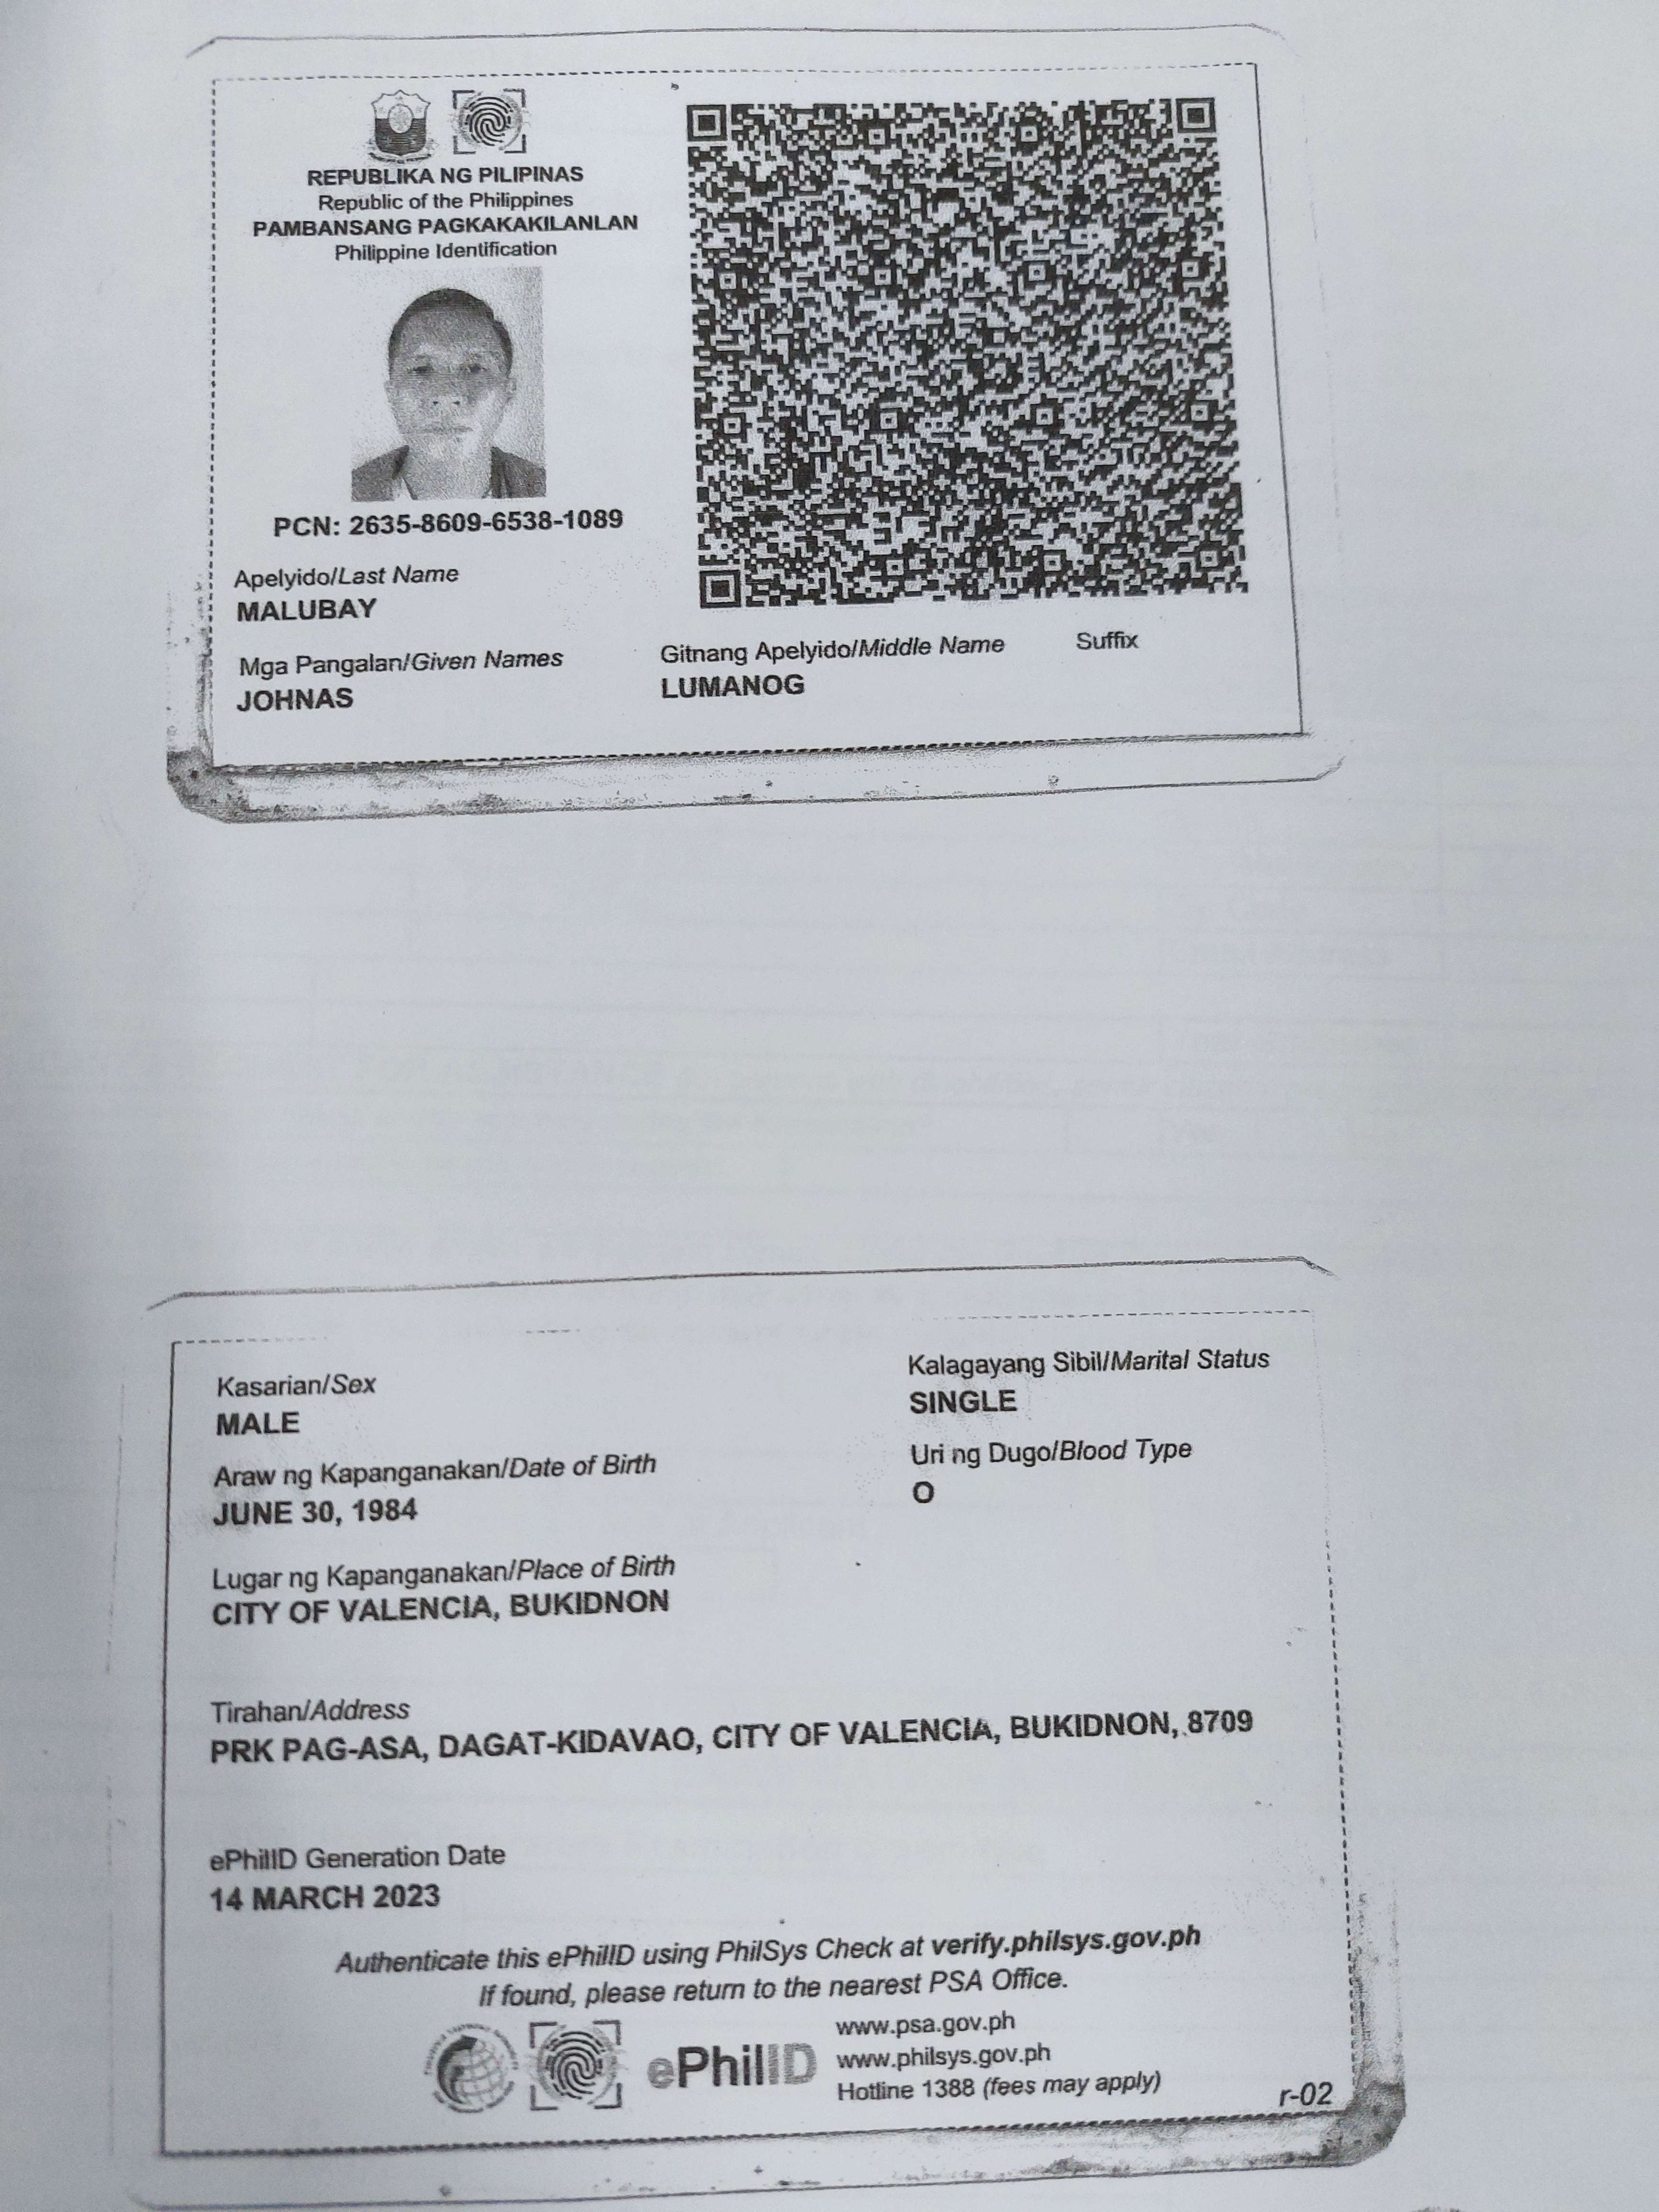 REPUBLIKA NG PILIPINAS
Republic of the Philippines
PAMBANSANG PAGKAKAKILANLAN
Philippine Identification
PCN: 2635-8609-6538-1089
Apelyido/Last Name
MALUBAY
Mga Pangalan/Given Names
JOHNAS
Gitnang Apelyido/Middle Name
LUMANOG
Suffix
Kasarian/Sex
MALE
Kalagayang Sibil/Marital Status
SINGLE
Araw ng Kapanganakan/Date of Birth
JUNE 30, 1984
Uri ng Dugo/Blood Type
O
Lugar ng Kapanganakan/Place of Birth
CITY OF VALENCIA, BUKIDNON
Tirahan/Address
PRK PAG-ASA, DAGAT-KIDAVAO, CITY OF VALENCIA, BUKIDNON, 8709
ePhilID Generation Date
14 MARCH 2023
Authenticate this ePhilID using PhilSys Check at verify.philsys.gov.ph
If found, please return to the nearest PSA Office.
ePhilID
www.psa.gov.ph
www.philsys.gov.ph
Hotline 1388 (fees may apply)
r-02